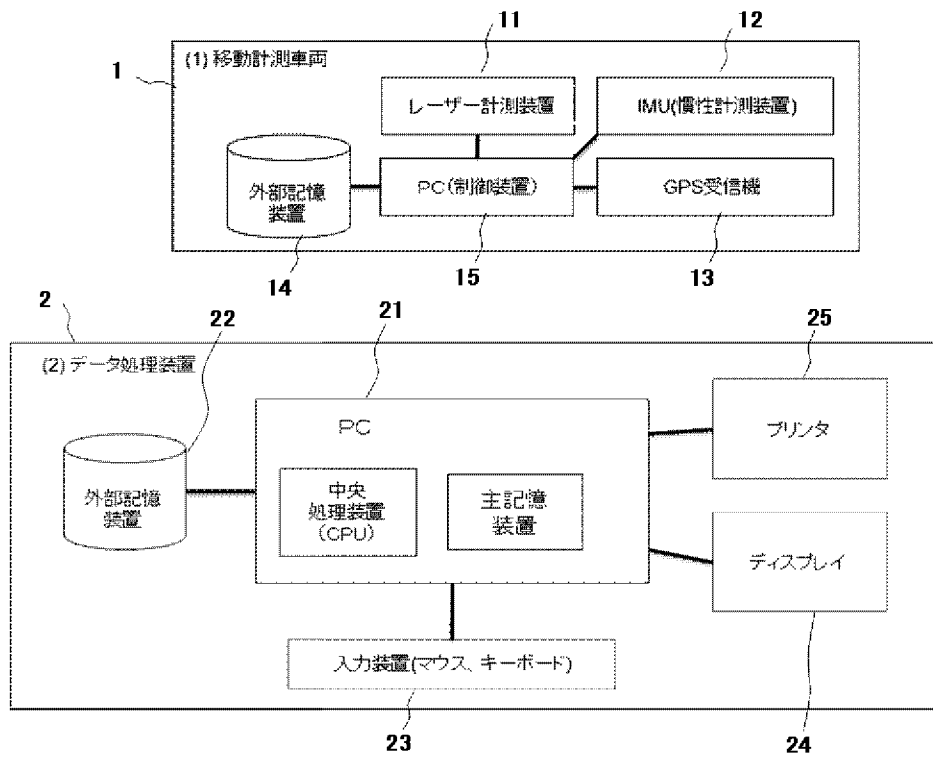 11
12
1
(1) 移動計測車両
レーザー計測装置
IMU(慣性計測装置)
外部記憶
装置
PC(制御装置)
GPS受信機
14
15
13
2
22
21
25
(2) データ処理装置
PC
プリンタ
外部記憶
装置
中央
処理装置
(CPU)
主記憶
装置
ディスプレイ
入力装置(マウス、キーボード)
23
24